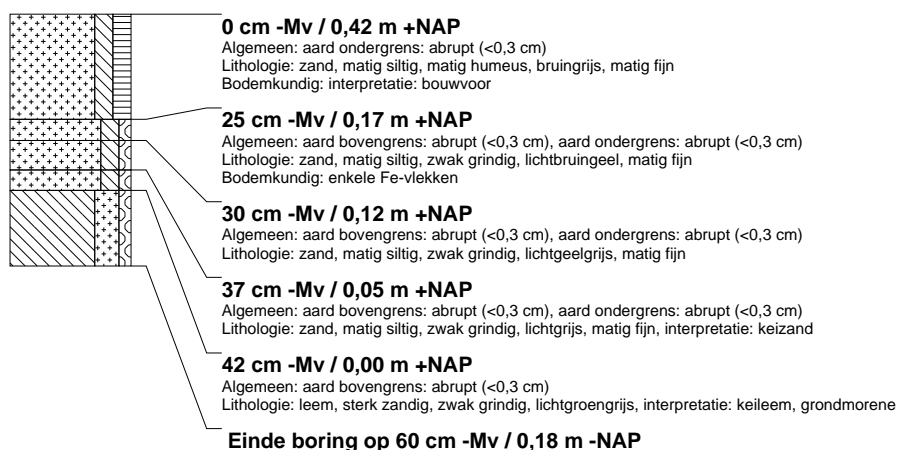 0 cm -Mv / 0,42 m +NAP
Algemeen: aard ondergrens: abrupt (<0,3 cm)
Lithologie: zand, matig siltig, matig humeus, bruingrijs, matig fijn
Bodemkundig: interpretatie: bouwvoor
25 cm -Mv / 0,17 m +NAP
Algemeen: aard bovengrens: abrupt (<0,3 cm), aard ondergrens: abrupt (<0,3 cm)
Lithologie: zand, matig siltig, zwak grindig, lichtbruingeel, matig fijn
Bodemkundig: enkele Fe-vlekken
30 cm -Mv / 0,12 m +NAP
Algemeen: aard bovengrens: abrupt (<0,3 cm), aard ondergrens: abrupt (<0,3 cm)
Lithologie: zand, matig siltig, zwak grindig, lichtgeelgrijs, matig fijn
37 cm -Mv / 0,05 m +NAP
Algemeen: aard bovengrens: abrupt (<0,3 cm), aard ondergrens: abrupt (<0,3 cm)
Lithologie: zand, matig siltig, zwak grindig, lichtgrijs, matig fijn, interpretatie: keizand
42 cm -Mv / 0,00 m +NAP
Algemeen: aard bovengrens: abrupt (<0,3 cm)
Lithologie: leem, sterk zandig, zwak grindig, lichtgroengrijs, interpretatie: keileem, grondmorene
Einde boring op 60 cm -Mv / 0,18 m -NAP